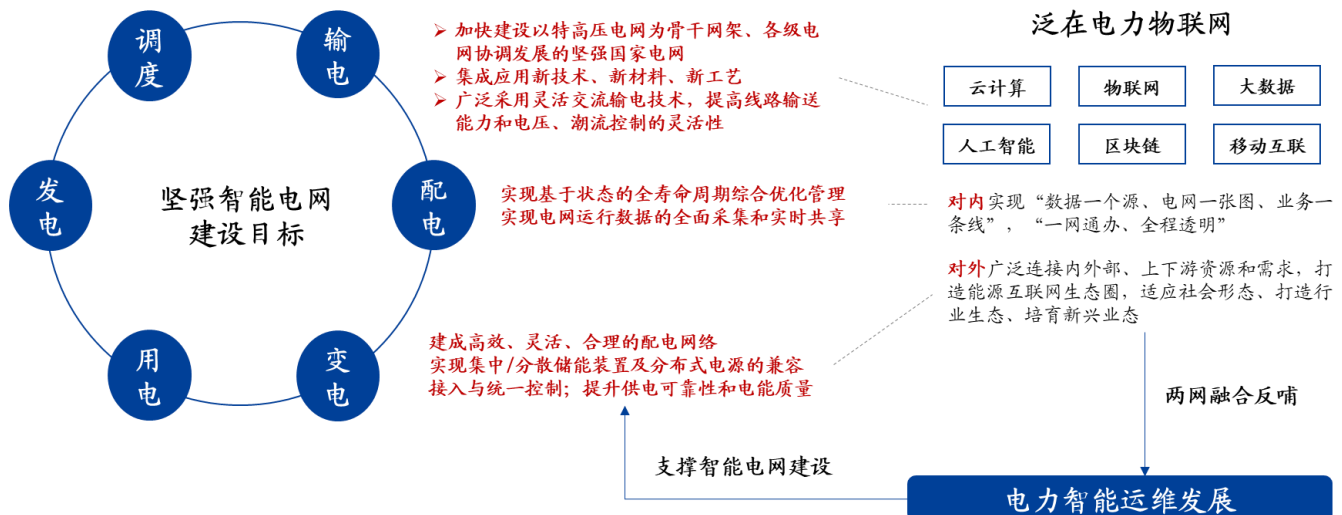 调度
输电
发电
配电
用电
变电
坚强智能电网
建设目标
加快建设以特高压电网为骨干网架、各级电
网协调发展的坚强国家电网
集成应用新技术、新材料、新工艺
广泛采用灵活交流输电技术，提高线路输送
能力和电压、潮流控制的灵活性
实现基于状态的全寿命周期综合优化管理
实现电网运行数据的全面采集和实时共享
建成高效、灵活、合理的配电网络
实现集中/分散储能装置及分布式电源的兼容
接入与统一控制；提升供电可靠性和电能质量
泛在电力物联网
云计算
物联网
大数据
人工智能
区块链
移动互联
对内实现“数据一个源、电网一张图、业务一
条线”，“一网通办、全程透明”
对外广泛连接内外部、上下游资源和需求，打
造能源互联网生态圈，适应社会形态、打造行
业生态、培育新兴业态
两网融合反哺
支撑智能电网建设
电力智能运维发展